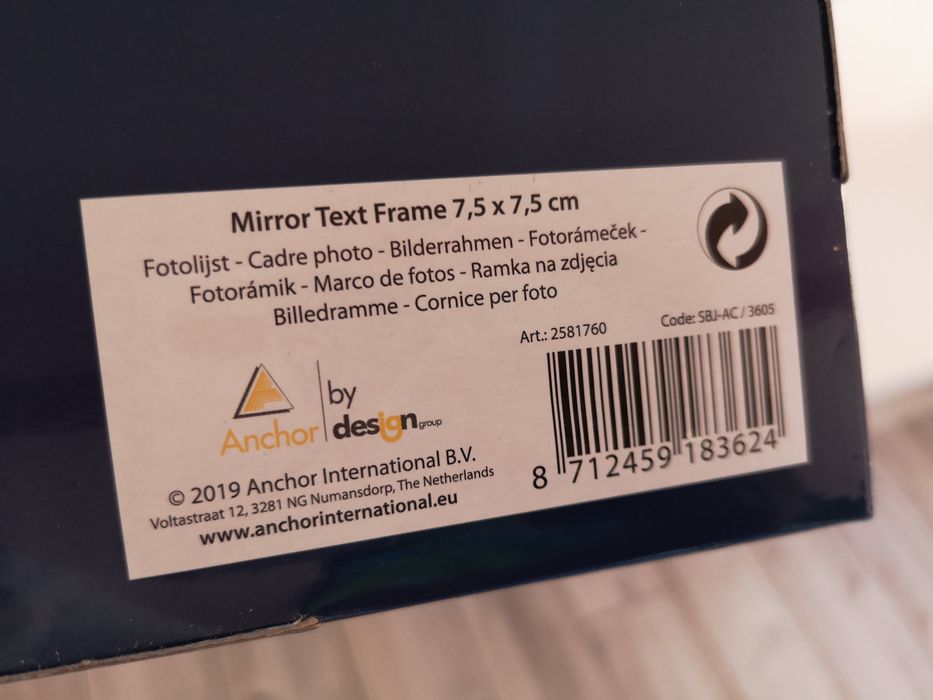 Mirror Text Frame 7,5 x 7,5 cm
Fotolijst - Cadre photo - Bilderrahmen - Fotorámeček -
Fotorámik - Marco de fotos - Ramka na zdjęcia
Billedramme - Cornice per foto
Art.: 2581760
Code: SBJ-AC / 3605
Anchor
by
design group
© 2019 Anchor International B.V.
Voltastraat 12, 3281 NG Numansdorp, The Netherlands
www.anchorinternational.eu
8 712459 183624